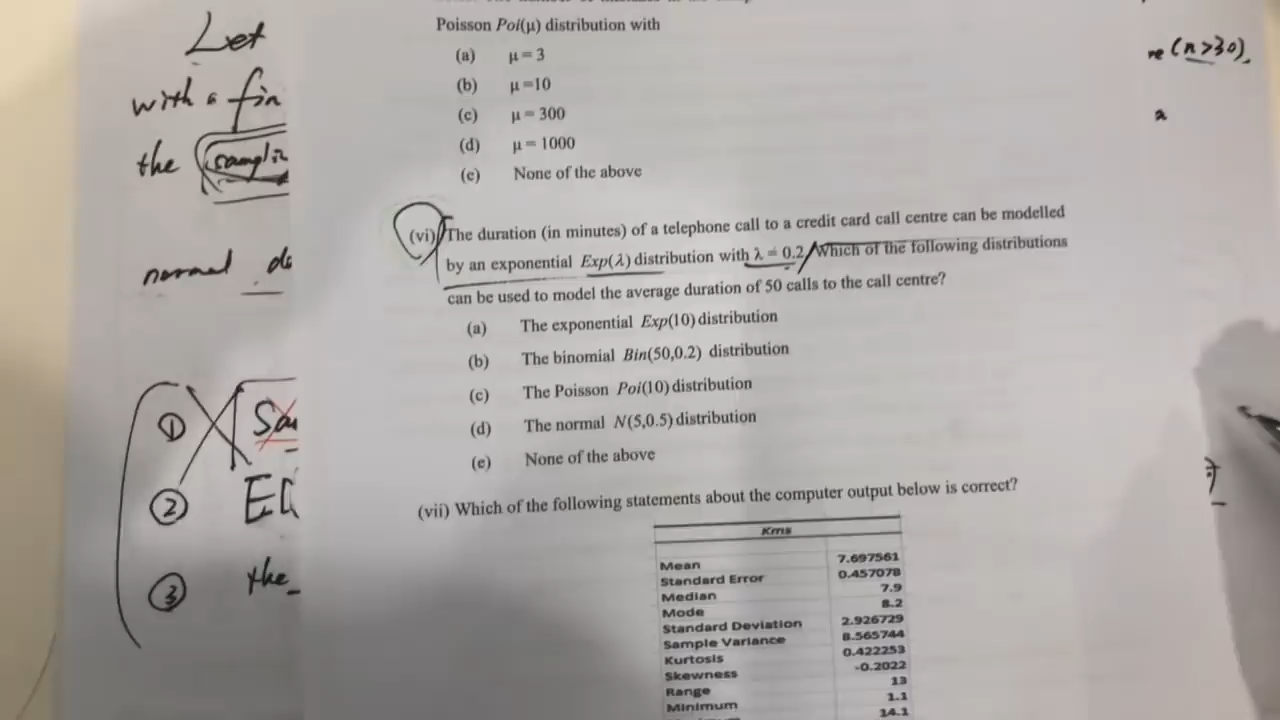 Let
with a fin
the sampli
normal
re (n>30).
Poisson Poi(μ) distribution with
(a) μ = 3
(b) μ =10
(c) μ = 300
(d) μ = 1000
(e) None of the above
(vi) The duration (in minutes) of a telephone call to a credit card call centre can be modelled
by an exponential Exp(λ) distribution with λ = 0.2. Which of the following distributions
can be used to model the average duration of 50 calls to the call centre?
(a) The exponential Exp(10) distribution
(b) The binomial Bin(50,0.2) distribution
(c) The Poisson Poi(10) distribution
(d) The normal N(5,0.5) distribution
(e) None of the above
①
②
③ the
(vii) Which of the following statements about the computer output below is correct?
Kms
Mean 7.697561
Standard Error 0.457078
Median 7.9
Mode 8.2
Standard Deviation 2.926729
Sample Variance 8.565744
Kurtosis 0.422253
Skewness -0.2022
Range 13
Minimum 1.1
14.1